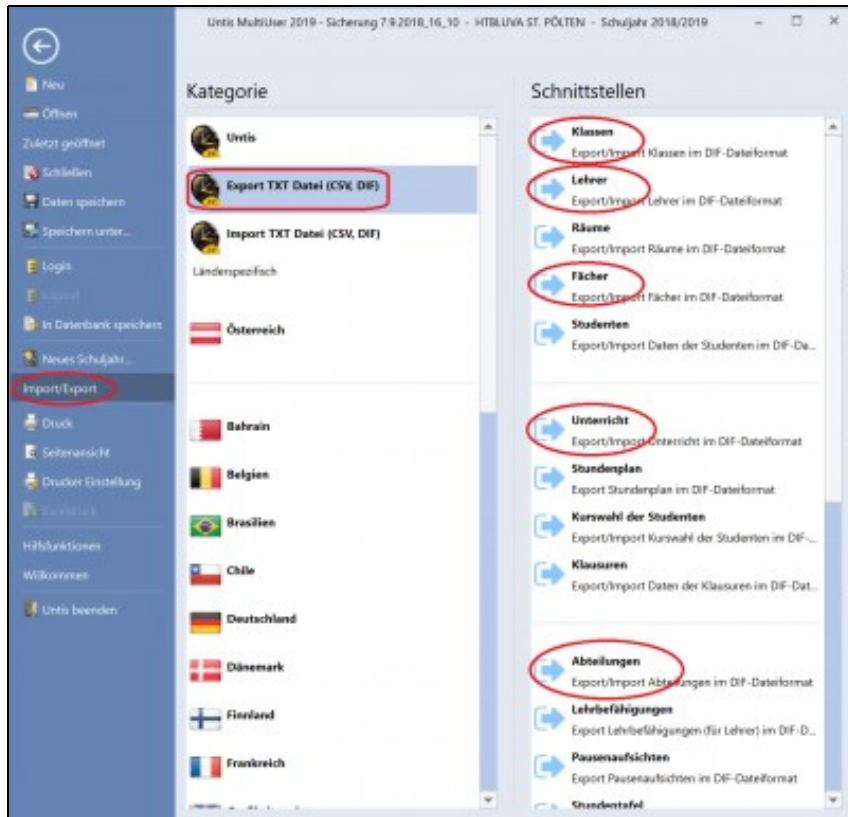 Untis MultiUser 2019 - Sicherung 7.9.2018_16_10 - HTBLUVA ST. PÖLTEN - Schuljahr 2018/2019
Neu
Öffnen
Zuletzt geöffnet
Schließen
Daten speichern
Speichern unter...
Login
Logout
In Datenbank speichern
Neues Schuljahr...
Import/Export
Druck
Seitenansicht
Drucker Einstellung
Hilfsfunktionen
Willkommen
Untis beenden
Kategorie
Untis
Export TXT Datei (CSV, DIF)
Import TXT Datei (CSV, DIF)
Länderspezifisch
Österreich
Bahrain
Belgien
Brasilien
Chile
Deutschland
Dänemark
Finnland
Frankreich
Schnittstellen
Klassen
Export/Import Klassen im DIF-Dateiformat
Lehrer
Export/Import Lehrer im DIF-Dateiformat
Räume
Export/Import Räume im DIF-Dateiformat
Fächer
Export/Import Fächer im DIF-Dateiformat
Studenten
Export/Import Daten der Studenten im DIF-Da...
Unterricht
Export/Import Unterricht im DIF-Dateiformat
Stundenplan
Export Stundenplan im DIF-Dateiformat
Kurswahl der Studenten
Export/Import Kurswahl der Studenten im DIF-...
Klausuren
Export/Import Daten der Klausuren im DIF-Dat...
Abteilungen
Export/Import Abteilungen im DIF-Dateiformat
Lehrbefähigungen
Export Lehrbefähigungen (für Lehrer) im DIF-D...
Pausenaufsichten
Export Pausenaufsichten im DIF-Dateiformat
Stundentafel